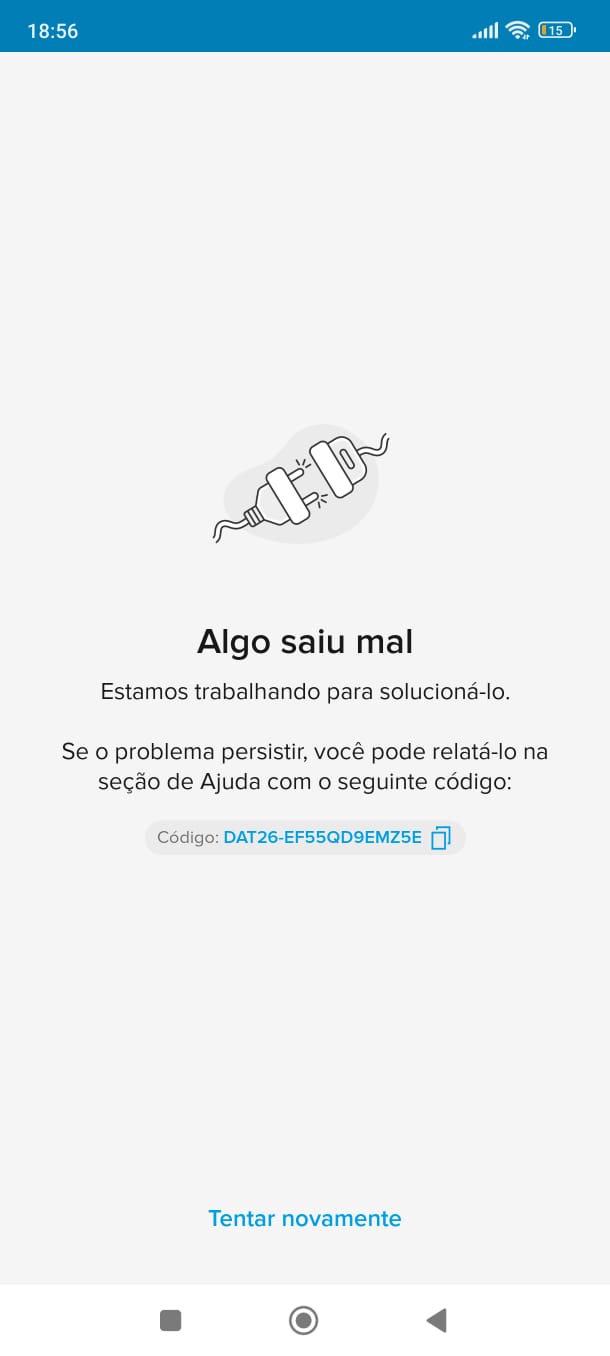 18:56
15
Algo saiu mal
Estamos trabalhando para solucioná-lo.
Se o problema persistir, você pode relatá-lo na
seção de Ajuda com o seguinte código:
Código: DAT26-EF55QD9EMZ5E
Tentar novamente